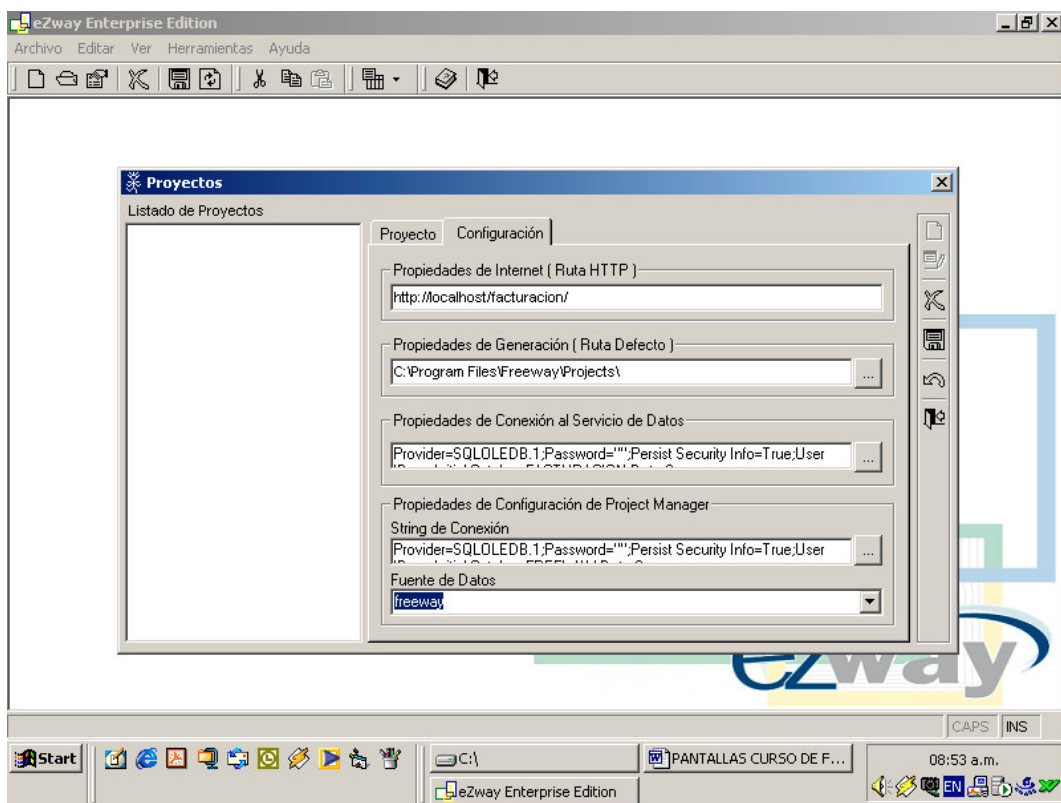 eZway Enterprise Edition
Archivo Editar Ver Herramientas Ayuda
Proyectos
Listado de Proyectos
Proyecto Configuración
Propiedades de Internet ( Ruta HTTP )
http://localhost/facturacion/
Propiedades de Generación ( Ruta Defecto )
C:\Program Files\Freeway\Projects\
...
Propiedades de Conexión al Servicio de Datos
Provider=SQLOLEDB.1;Password="";Persist Security Info=True;User
...
Propiedades de Configuración de Project Manager
String de Conexión
Provider=SQLOLEDB.1;Password="";Persist Security Info=True;User
...
Fuente de Datos
freeway
ezway
CAPS INS
Start
C:\
PANTALLAS CURSO DE F...
08:53 a.m.
eZway Enterprise Edition
EN